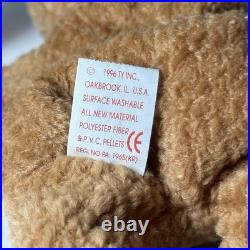 © 1996 TY INC.,
OAKBROOK, IL. U.S.A.
SURFACE WASHABLE
ALL NEW MATERIAL
POLYESTER FIBER
& P.V.C. PELLETS CE
REG. NO PA. 1965(KR)